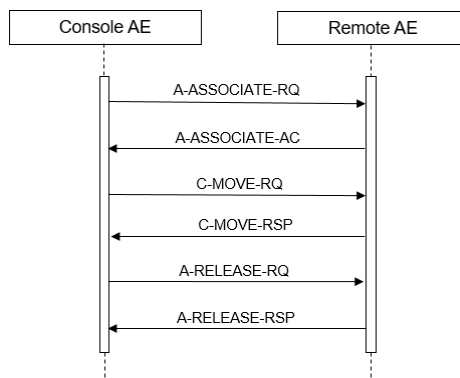 Console AE
Remote AE
A-ASSOCIATE-RQ
A-ASSOCIATE-AC
C-MOVE-RQ
C-MOVE-RSP
A-RELEASE-RQ
A-RELEASE-RSP